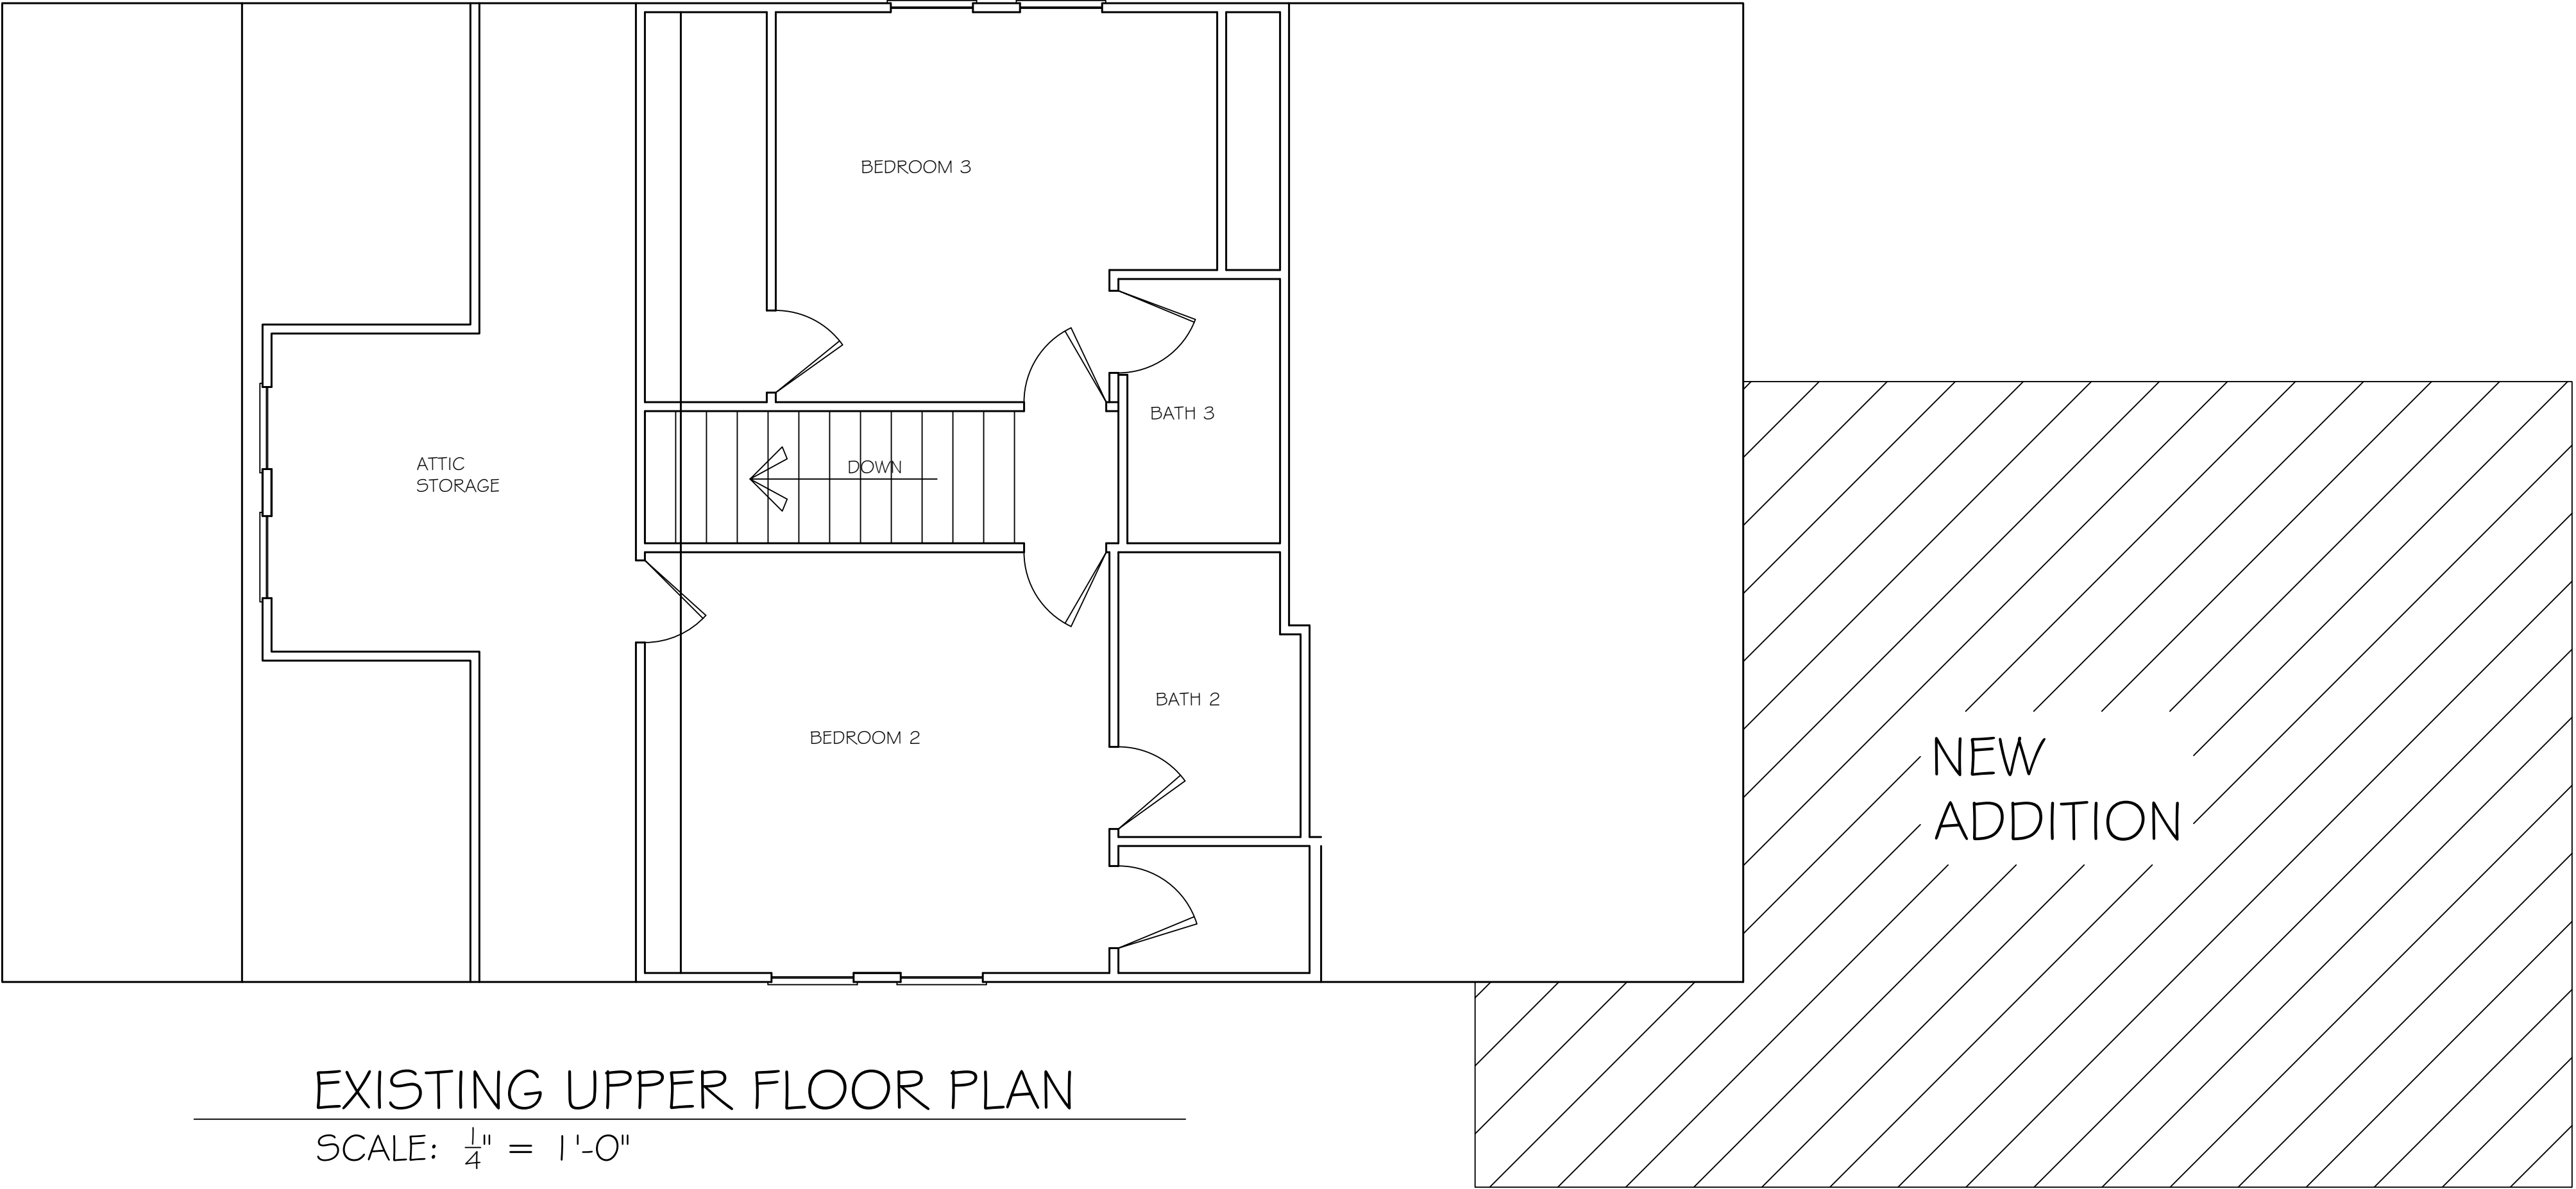 BEDROOM 3
BATH 3
ATTIC
STORAGE
DOWN
BATH 2
BEDROOM 2
NEW
ADDITION
EXISTING UPPER FLOOR PLAN
SCALE: 1/4" = 1'-0"